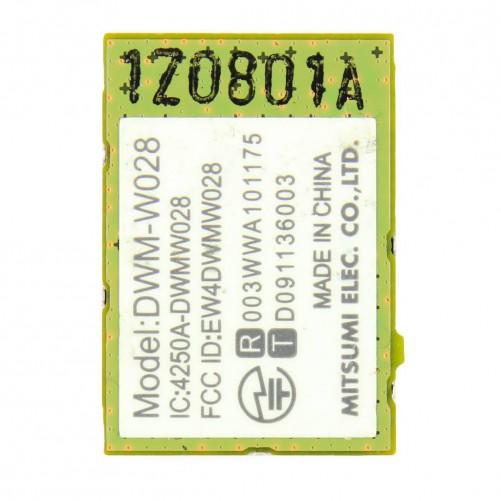 1Z0801A
Model:DWM-W028
IC:4250A-DWMW028
FCC ID:EW4DWMW028
R 003WWA101175
T D091136003
MADE IN CHINA
MITSUMI ELEC. CO.,LTD.